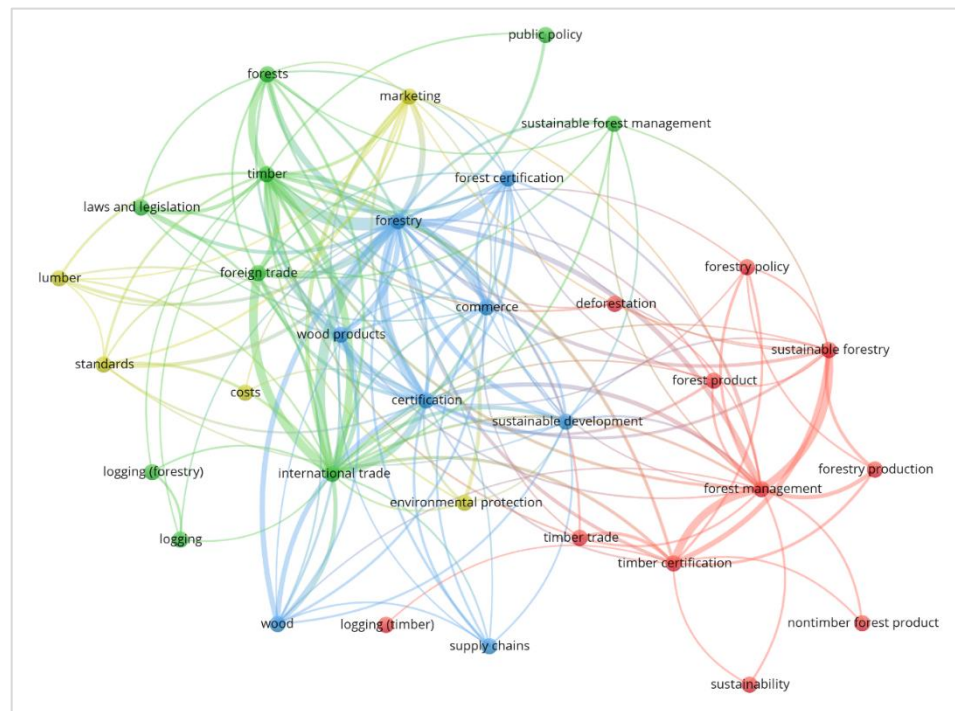 public policy
forests
marketing
sustainable forest management
timber
forest certification
laws and legislation
forestry
forestry policy
foreign trade
lumber
deforestation
commerce
wood products
sustainable forestry
standards
forest product
costs
certification
sustainable development
logging (forestry)
international trade
forestry production
forest management
environmental protection
logging
timber trade
timber certification
wood
logging (timber)
nontimber forest product
supply chains
sustainability